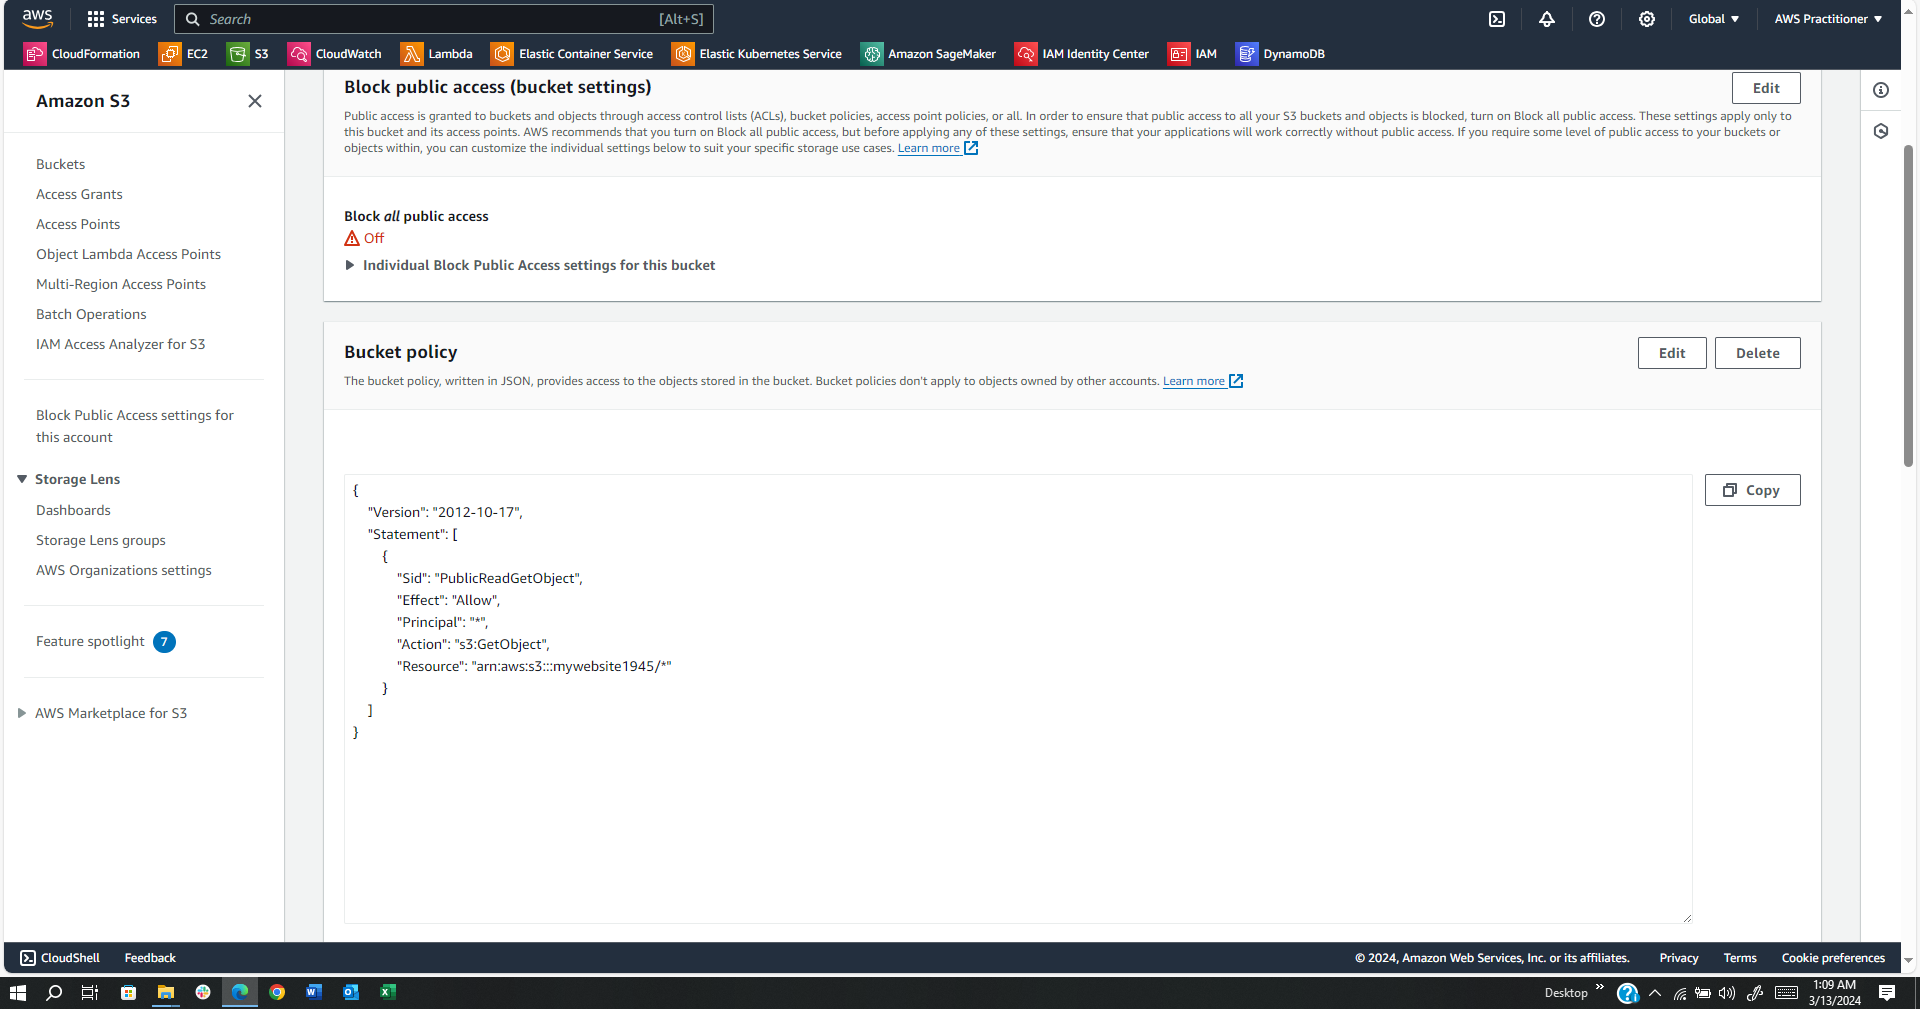 aws
Services
Search
[Alt+S]
Global
AWS Practitioner
CloudFormation
EC2
S3
CloudWatch
Lambda
Elastic Container Service
Elastic Kubernetes Service
Amazon SageMaker
IAM Identity Center
IAM
DynamoDB
Amazon S3
Buckets
Access Grants
Access Points
Object Lambda Access Points
Multi-Region Access Points
Batch Operations
IAM Access Analyzer for S3
Block Public Access settings for
this account
Storage Lens
Dashboards
Storage Lens groups
AWS Organizations settings
Feature spotlight 7
AWS Marketplace for S3
Block public access (bucket settings)
Edit
Public access is granted to buckets and objects through access control lists (ACLs), bucket policies, access point policies, or all. In order to ensure that public access to all your S3 buckets and objects is blocked, turn on Block all public access. These settings apply only to
this bucket and its access points. AWS recommends that you turn on Block all public access, but before applying any of these settings, ensure that your applications will work correctly without public access. If you require some level of public access to your buckets or
objects within, you can customize the individual settings below to suit your specific storage use cases. Learn more
Block all public access
Off
Individual Block Public Access settings for this bucket
Bucket policy
Edit
Delete
The bucket policy, written in JSON, provides access to the objects stored in the bucket. Bucket policies don't apply to objects owned by other accounts. Learn more
Copy
{
"Version": "2012-10-17",
"Statement": [
{
"Sid": "PublicReadGetObject",
"Effect": "Allow",
"Principal": "*",
"Action": "s3:GetObject",
"Resource": "arn:aws:s3:::mywebsite1945/*"
}
]
}
CloudShell
Feedback
© 2024, Amazon Web Services, Inc. or its affiliates.
Privacy
Terms
Cookie preferences
Desktop
1:09 AM
3/13/2024